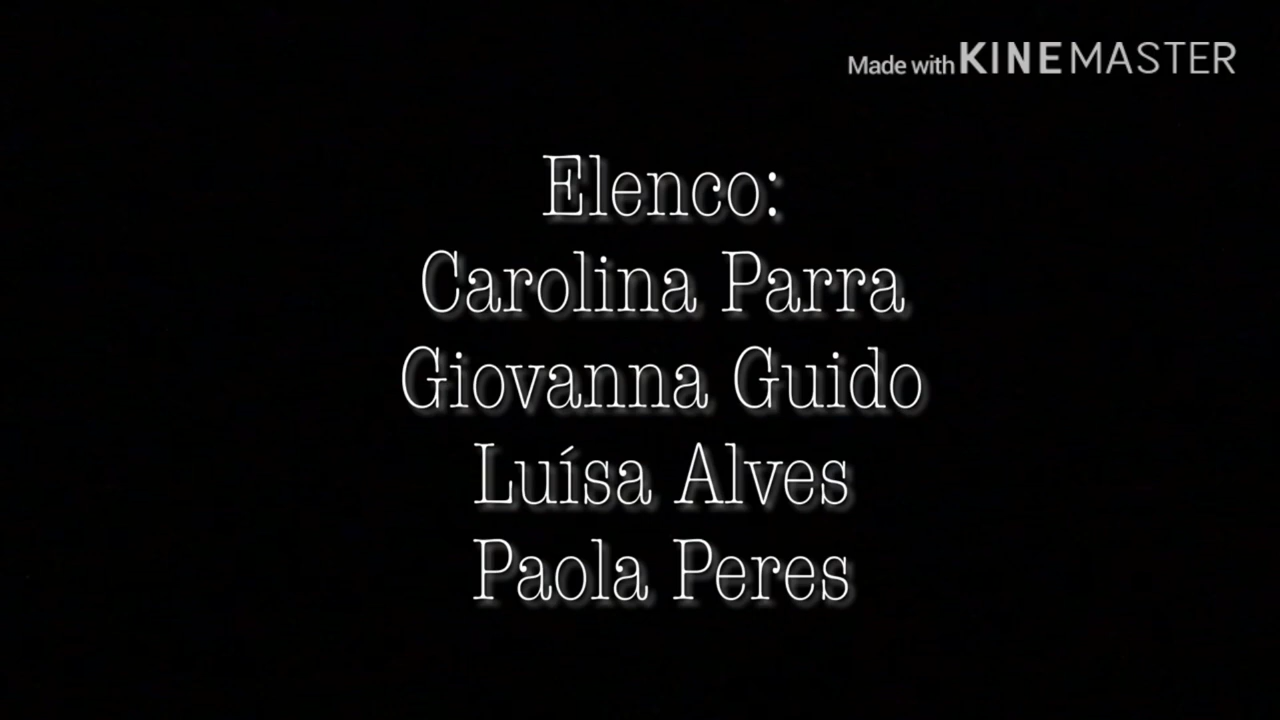 Made with KINEMASTER
Elenco:
Carolina Parra
Giovanna Guido
Luísa Alves
Paola Peres